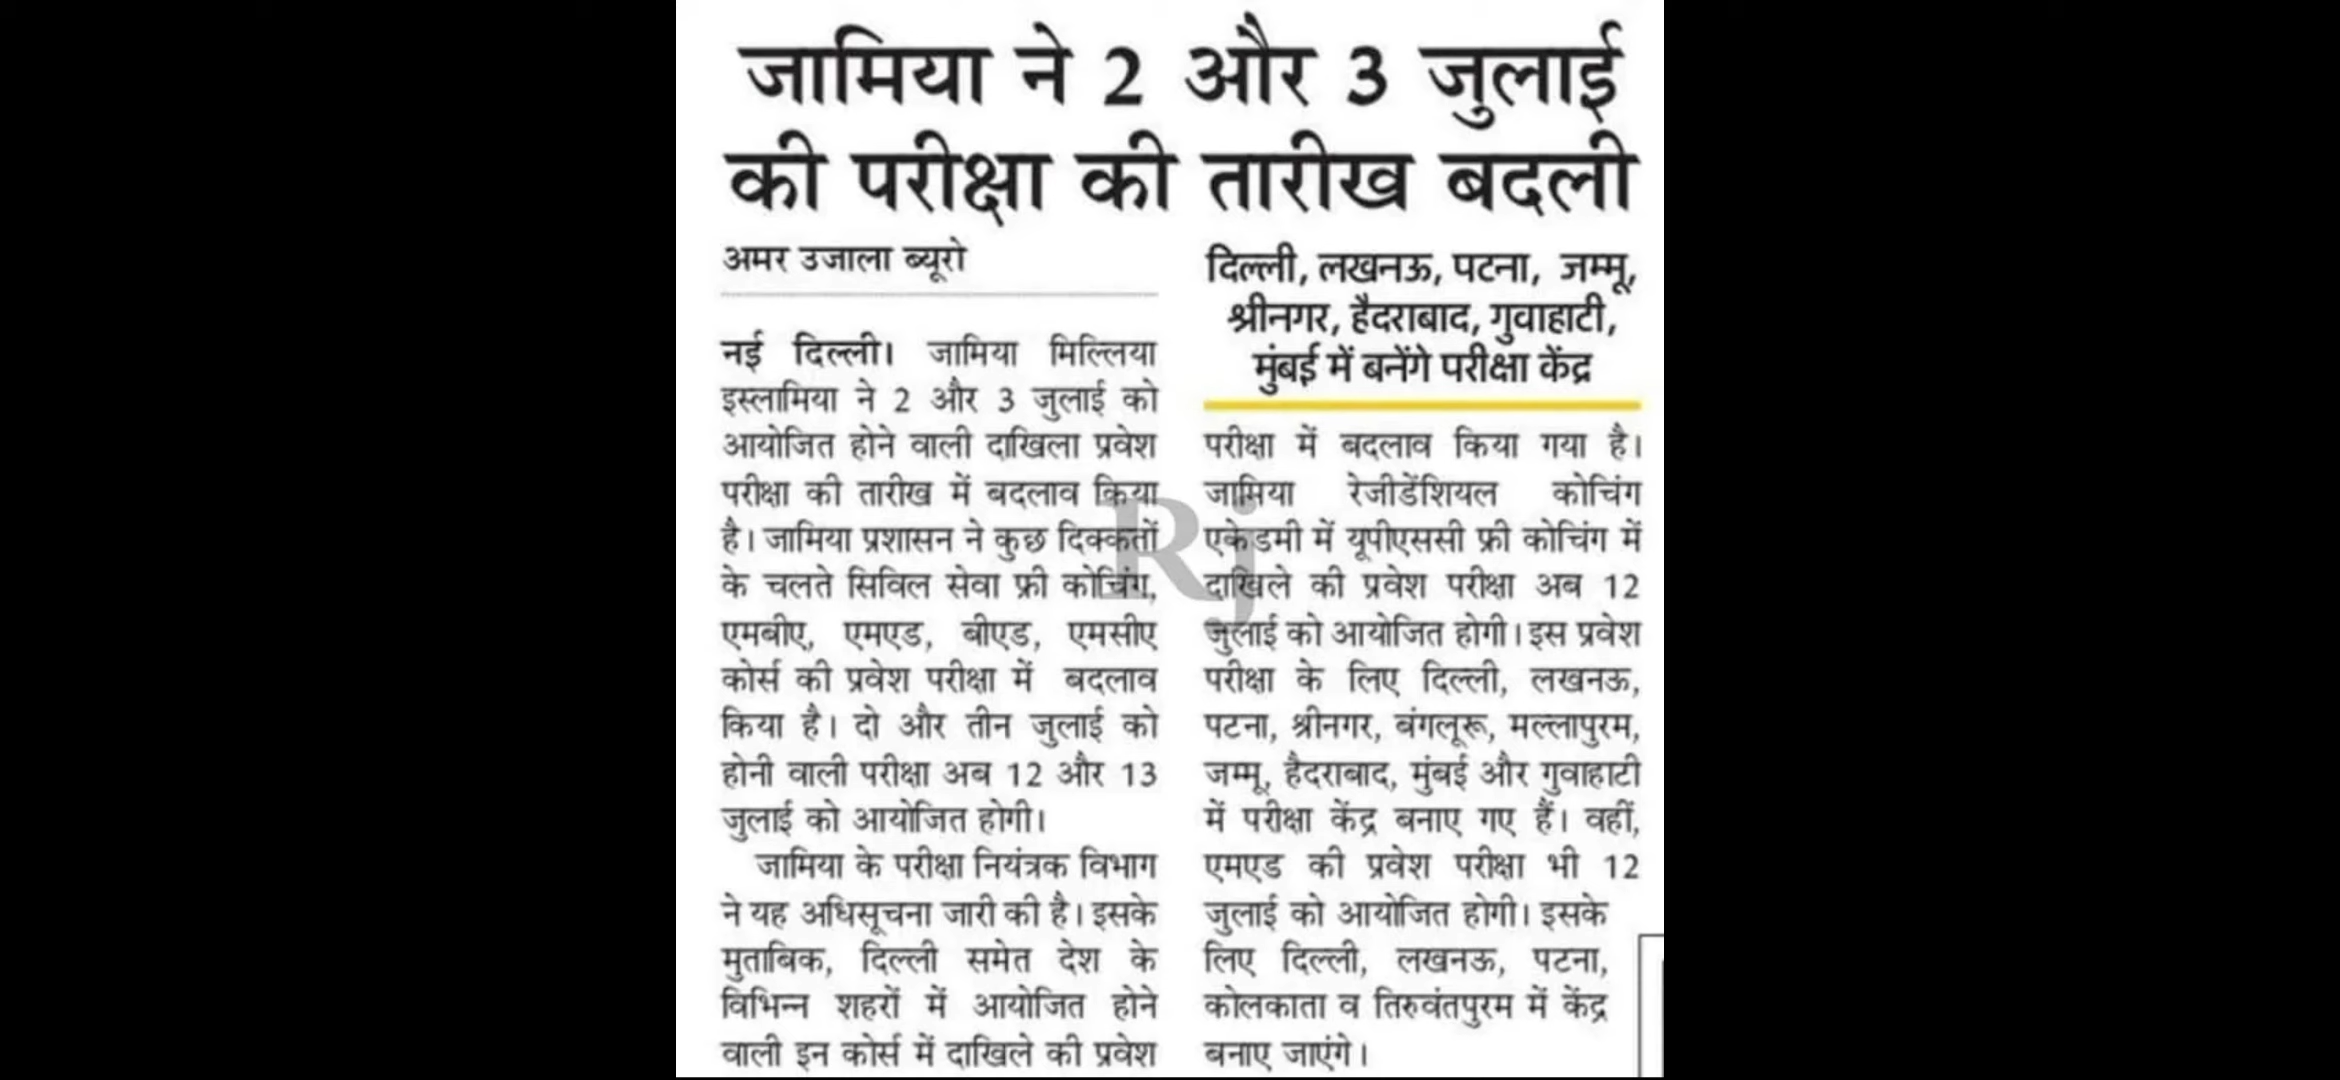 जामिया ने 2 और 3 जुलाई
की परीक्षा की तारीख बदली
अमर उजाला ब्यूरो
नई दिल्ली। जामिया मिल्लिया
इस्लामिया ने 2 और 3 जुलाई को
आयोजित होने वाली दाखिला प्रवेश
परीक्षा की तारीख में बदलाव किया
है। जामिया प्रशासन ने कुछ दिक्कतों
के चलते सिविल सेवा फ्री कोचिंग,
एमबीए, एमएड, बीएड, एमसीए
कोर्स की प्रवेश परीक्षा में बदलाव
किया है। दो और तीन जुलाई को
होनी वाली परीक्षा अब 12 और 13
जुलाई को आयोजित होगी।
जामिया के परीक्षा नियंत्रक विभाग
ने यह अधिसूचना जारी की है। इसके
मुताबिक, दिल्ली समेत देश के
विभिन्न शहरों में आयोजित होने
वाली इन कोर्स में दाखिले की प्रवेश
दिल्ली, लखनऊ, पटना, जम्मू,
श्रीनगर, हैदराबाद, गुवाहाटी,
मुंबई में बनेंगे परीक्षा केंद्र
परीक्षा में बदलाव किया गया है।
जामिया रेजीडेंशियल कोचिंग
एकेडमी में यूपीएससी फ्री कोचिंग में
दाखिले की प्रवेश परीक्षा अब 12
जुलाई को आयोजित होगी। इस प्रवेश
परीक्षा के लिए दिल्ली, लखनऊ,
पटना, श्रीनगर, बंगलूरू, मल्लापुरम,
जम्मू, हैदराबाद, मुंबई और गुवाहाटी
में परीक्षा केंद्र बनाए गए हैं। वहीं,
एमएड की प्रवेश परीक्षा भी 12
जुलाई को आयोजित होगी। इसके
लिए दिल्ली, लखनऊ, पटना,
कोलकाता व तिरुवंतपुरम में केंद्र
बनाए जाएंगे।
Rj